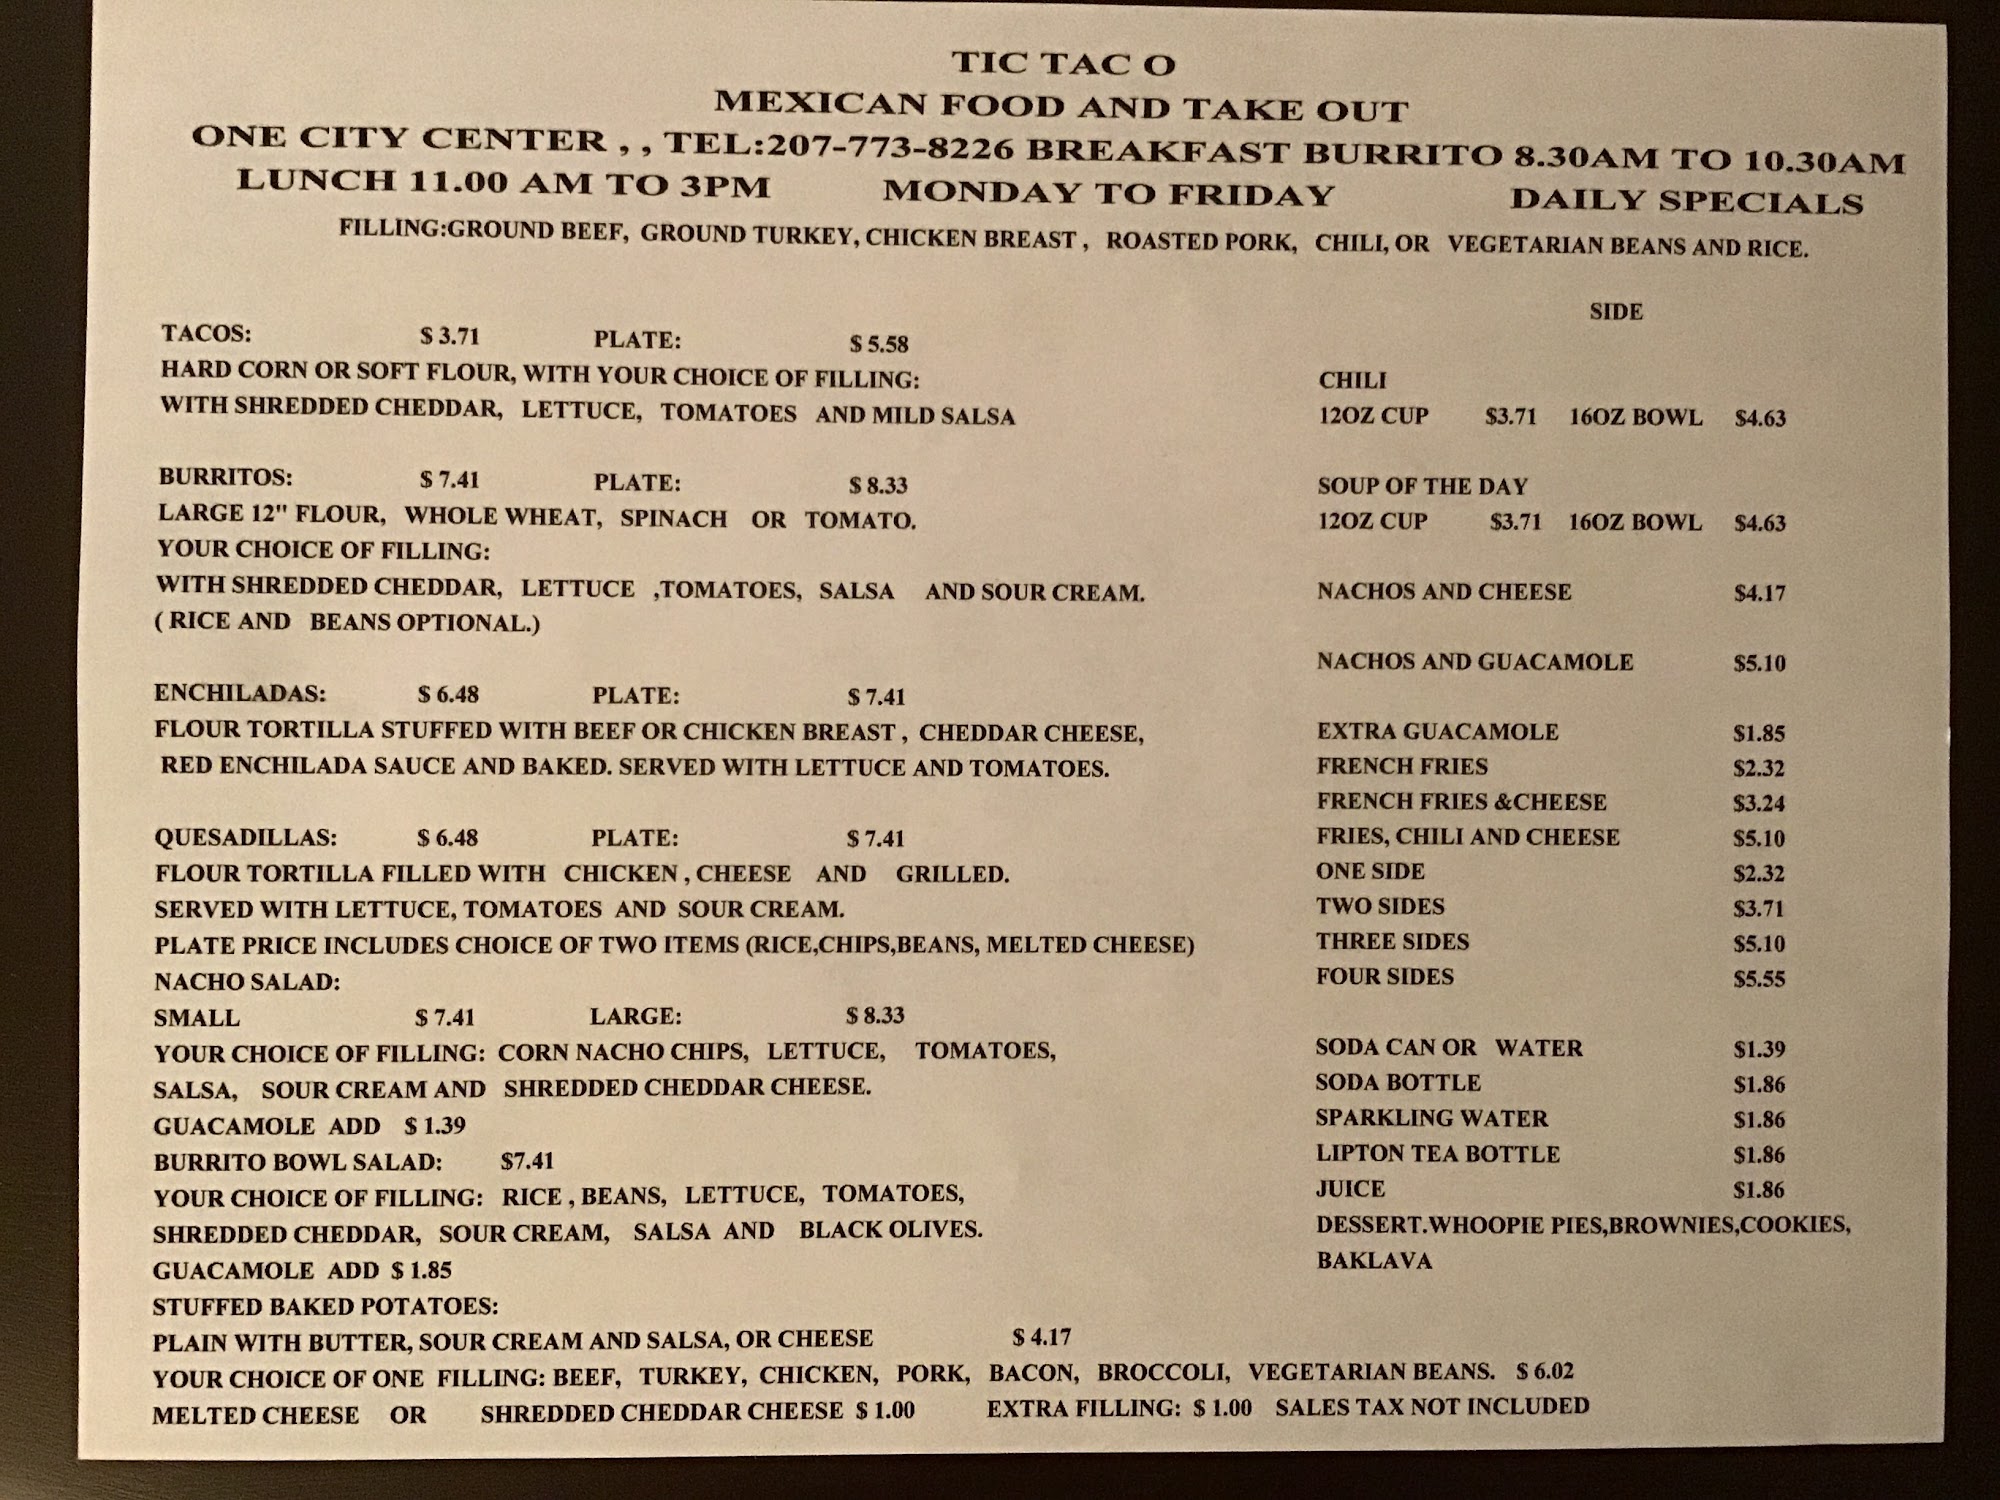 TIC TAC O
MEXICAN FOOD AND TAKE OUT
ONE CITY CENTER , , TEL:207-773-8226 BREAKFAST BURRITO 8.30AM TO 10.30AM
LUNCH 11.00 AM TO 3PM MONDAY TO FRIDAY DAILY SPECIALS
FILLING:GROUND BEEF, GROUND TURKEY, CHICKEN BREAST , ROASTED PORK, CHILI, OR VEGETARIAN BEANS AND RICE.
TACOS: $ 3.71 PLATE: $ 5.58
HARD CORN OR SOFT FLOUR, WITH YOUR CHOICE OF FILLING:
WITH SHREDDED CHEDDAR, LETTUCE, TOMATOES AND MILD SALSA
BURRITOS: $ 7.41 PLATE: $ 8.33
LARGE 12" FLOUR, WHOLE WHEAT, SPINACH OR TOMATO.
YOUR CHOICE OF FILLING:
WITH SHREDDED CHEDDAR, LETTUCE ,TOMATOES, SALSA AND SOUR CREAM.
( RICE AND BEANS OPTIONAL.)
ENCHILADAS: $ 6.48 PLATE: $ 7.41
FLOUR TORTILLA STUFFED WITH BEEF OR CHICKEN BREAST , CHEDDAR CHEESE,
RED ENCHILADA SAUCE AND BAKED. SERVED WITH LETTUCE AND TOMATOES.
QUESADILLAS: $ 6.48 PLATE: $ 7.41
FLOUR TORTILLA FILLED WITH CHICKEN , CHEESE AND GRILLED.
SERVED WITH LETTUCE, TOMATOES AND SOUR CREAM.
PLATE PRICE INCLUDES CHOICE OF TWO ITEMS (RICE,CHIPS,BEANS, MELTED CHEESE)
NACHO SALAD:
SMALL $ 7.41 LARGE: $ 8.33
YOUR CHOICE OF FILLING: CORN NACHO CHIPS, LETTUCE, TOMATOES,
SALSA, SOUR CREAM AND SHREDDED CHEDDAR CHEESE.
GUACAMOLE ADD $ 1.39
BURRITO BOWL SALAD: $7.41
YOUR CHOICE OF FILLING: RICE , BEANS, LETTUCE, TOMATOES,
SHREDDED CHEDDAR, SOUR CREAM, SALSA AND BLACK OLIVES.
GUACAMOLE ADD $ 1.85
STUFFED BAKED POTATOES:
PLAIN WITH BUTTER, SOUR CREAM AND SALSA, OR CHEESE $ 4.17
YOUR CHOICE OF ONE FILLING: BEEF, TURKEY, CHICKEN, PORK, BACON, BROCCOLI, VEGETARIAN BEANS. $ 6.02
MELTED CHEESE OR SHREDDED CHEDDAR CHEESE $ 1.00 EXTRA FILLING: $ 1.00 SALES TAX NOT INCLUDED
SIDE
CHILI
12OZ CUP $3.71 16OZ BOWL $4.63
SOUP OF THE DAY
12OZ CUP $3.71 16OZ BOWL $4.63
NACHOS AND CHEESE $4.17
NACHOS AND GUACAMOLE $5.10
EXTRA GUACAMOLE $1.85
FRENCH FRIES $2.32
FRENCH FRIES &CHEESE $3.24
FRIES, CHILI AND CHEESE $5.10
ONE SIDE $2.32
TWO SIDES $3.71
THREE SIDES $5.10
FOUR SIDES $5.55
SODA CAN OR WATER $1.39
SODA BOTTLE $1.86
SPARKLING WATER $1.86
LIPTON TEA BOTTLE $1.86
JUICE $1.86
DESSERT.WHOOPIE PIES,BROWNIES,COOKIES,
BAKLAVA